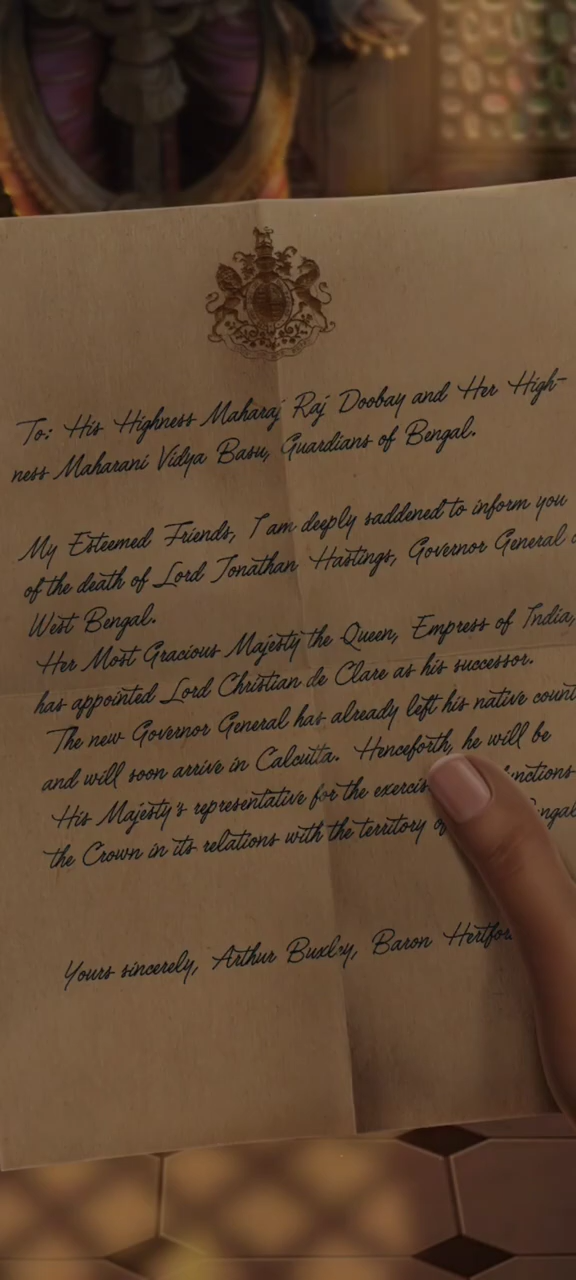 To: His Highness Maharaj Raj Doobay and Her High-
ness Maharani Vidya Basu, Guardians of Bengal.
My Esteemed Friends, I am deeply saddened to inform you
of the death of Lord Jonathan Hastings, Governor General
West Bengal.
Her Most Gracious Majesty the Queen, Empress of India,
has appointed Lord Christian de Clare as his successor.
The new Governor General has already left his native
and will soon arrive in Calcutta. Henceforth, he will be
His Majesty's representative for the
the Crown in its relations with the territory
Yours sincerely, Arthur Buxley, Baron